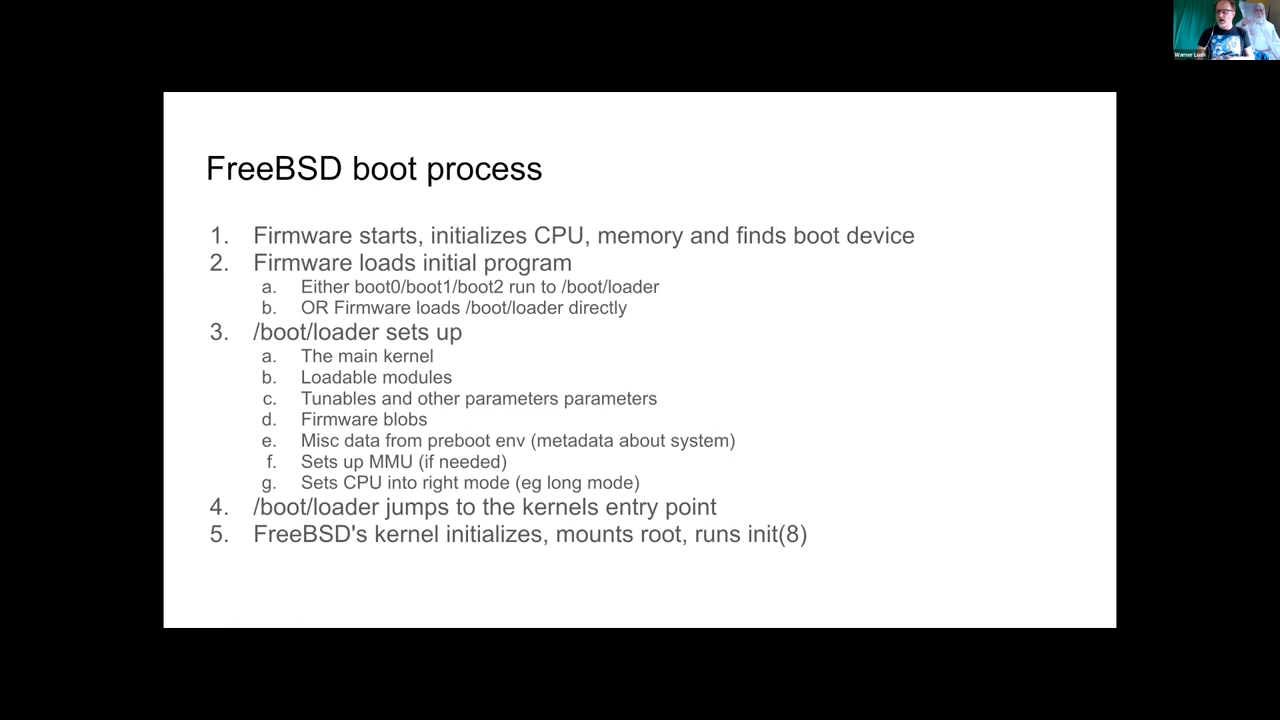 Warner Losh
FreeBSD boot process
1. Firmware starts, initializes CPU, memory and finds boot device
2. Firmware loads initial program
a. Either boot0/boot1/boot2 run to /boot/loader
b. OR Firmware loads /boot/loader directly
3. /boot/loader sets up
a. The main kernel
b. Loadable modules
c. Tunables and other parameters parameters
d. Firmware blobs
e. Misc data from preboot env (metadata about system)
f. Sets up MMU (if needed)
g. Sets CPU into right mode (eg long mode)
4. /boot/loader jumps to the kernels entry point
5. FreeBSD's kernel initializes, mounts root, runs init(8)